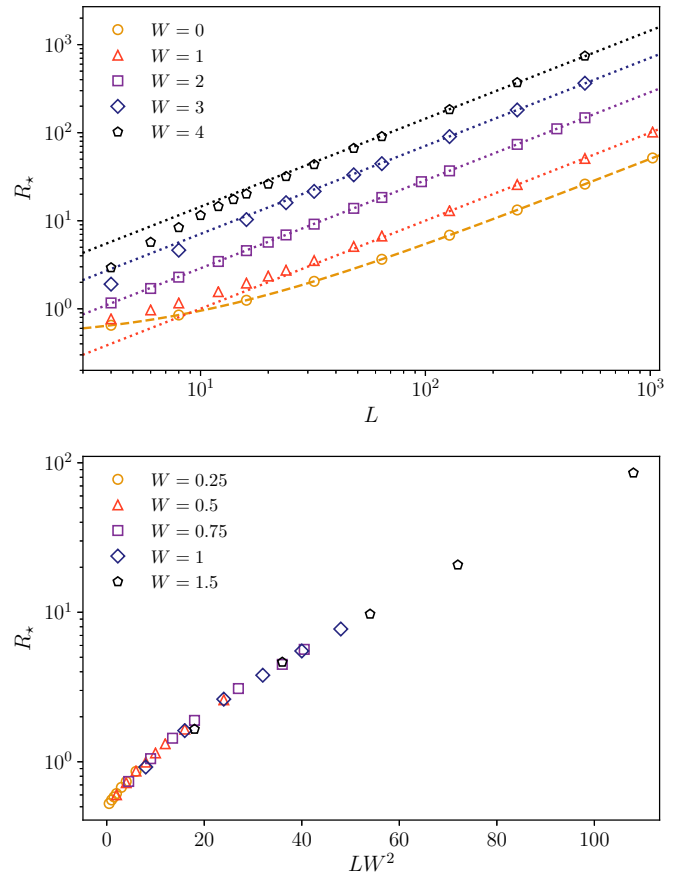 10³
10²
10¹
10⁰
R⋆
W = 0
W = 1
W = 2
W = 3
W = 4
10¹
10²
10³
L
10²
10¹
10⁰
R⋆
W = 0.25
W = 0.5
W = 0.75
W = 1
W = 1.5
0
20
40
60
80
100
LW²